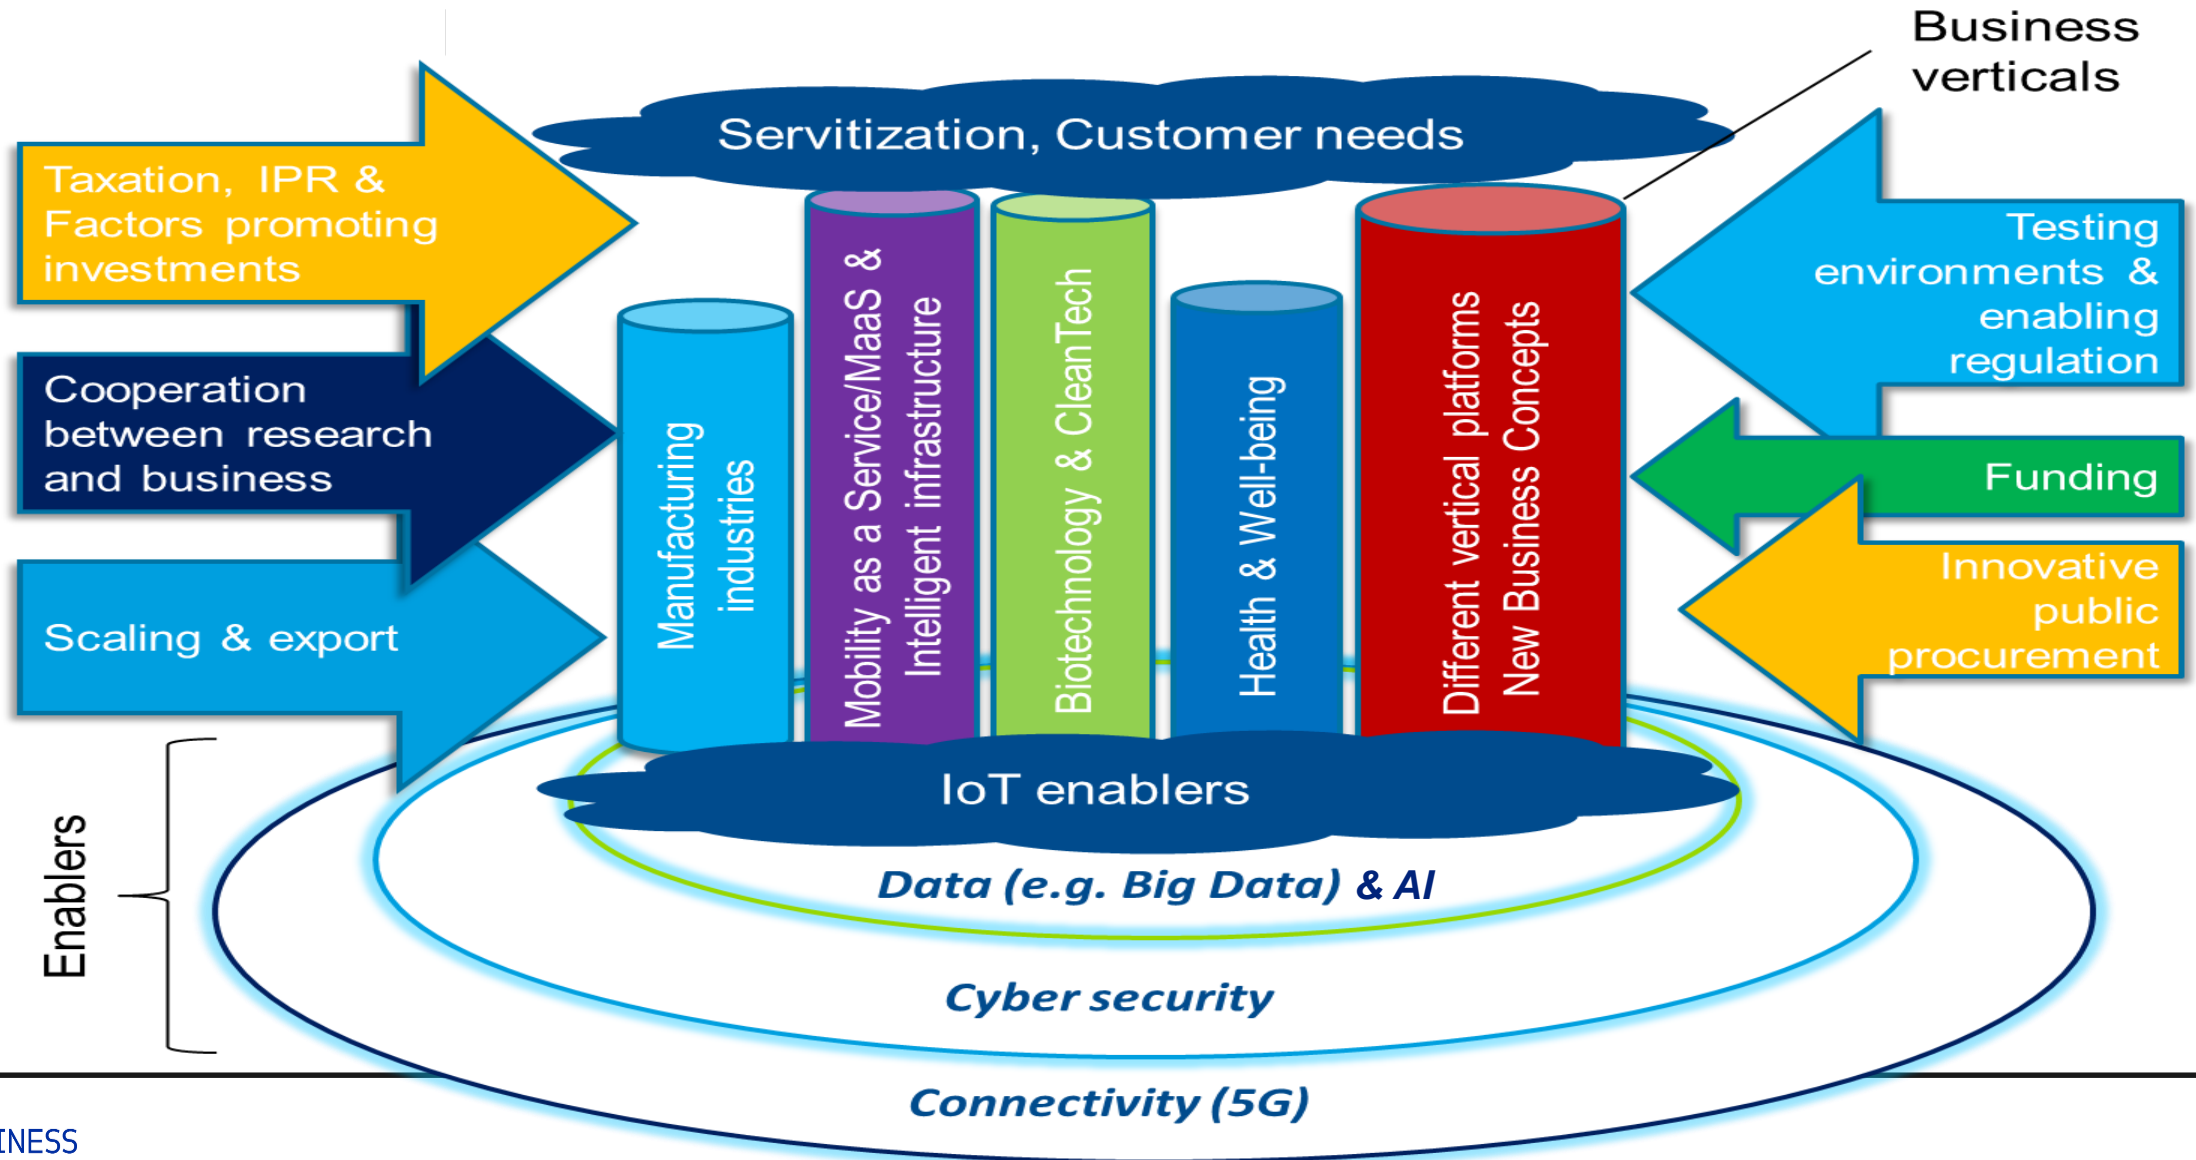 Business
verticals
Servitization, Customer needs
Taxation, IPR &
Factors promoting
investments
Cooperation
between research
and business
Scaling & export
Manufacturing
industries
Mobility as a Service/MaaS &
Intelligent infrastructure
Biotechnology & CleanTech
Health & Well-being
Different vertical platforms
New Business Concepts
Testing
environments &
enabling
regulation
Funding
Innovative
public
procurement
Enablers
IoT enablers
Data (e.g. Big Data) & AI
Cyber security
Connectivity (5G)
INESS